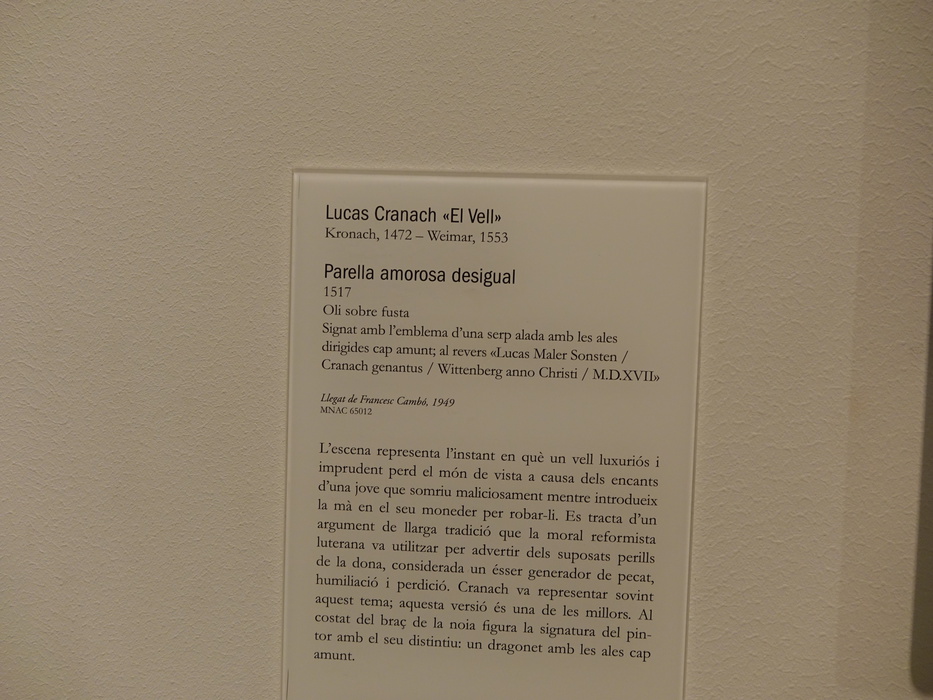 Lucas Cranach «El Vell»
Kronach, 1472 – Weimar, 1553
Parella amorosa desigual
1517
Oli sobre fusta
Signat amb l'emblema d'una serp alada amb les ales
dirigides cap amunt; al revers «Lucas Maler Sonsten /
Cranach genantus / Wittenberg anno Christi / M.D.XVII»
Llegat de Francesc Cambó, 1949
MNAC 65012
L'escena representa l'instant en què un vell luxuriós i
imprudent perd el món de vista a causa dels encants
d'una jove que somriu maliciosament mentre introdueix
la mà en el seu moneder per robar-li. Es tracta d'un
argument de llarga tradició que la moral reformista
luterana va utilitzar per advertir dels suposats perills
de la dona, considerada un ésser generador de pecat,
humiliació i perdició. Cranach va representar sovint
aquest tema; aquesta versió és una de les millors. Al
costat del braç de la noia figura la signatura del pin-
tor amb el seu distintiu: un dragonet amb les ales cap
amunt.